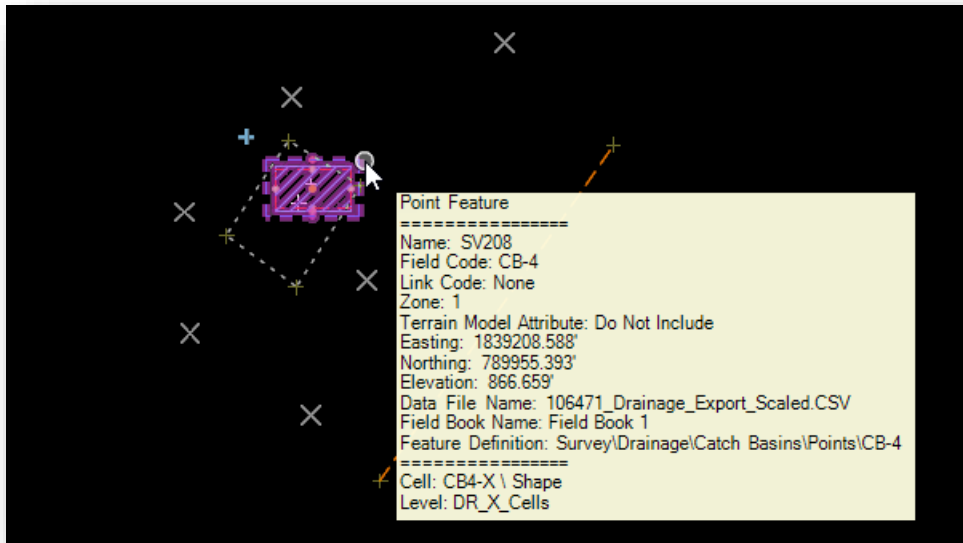 Point Feature
================
Name: SV208
Field Code: CB-4
Link Code: None
Zone: 1
Terrain Model Attribute: Do Not Include
Easting: 1839208.588'
Northing: 789955.393'
Elevation: 866.659'
Data File Name: 106471_Drainage_Export_Scaled.CSV
Field Book Name: Field Book 1
Feature Definition: Survey\Drainage\Catch Basins\Points\CB-4
================
Cell: CB4-X \ Shape
Level: DR_X_Cells